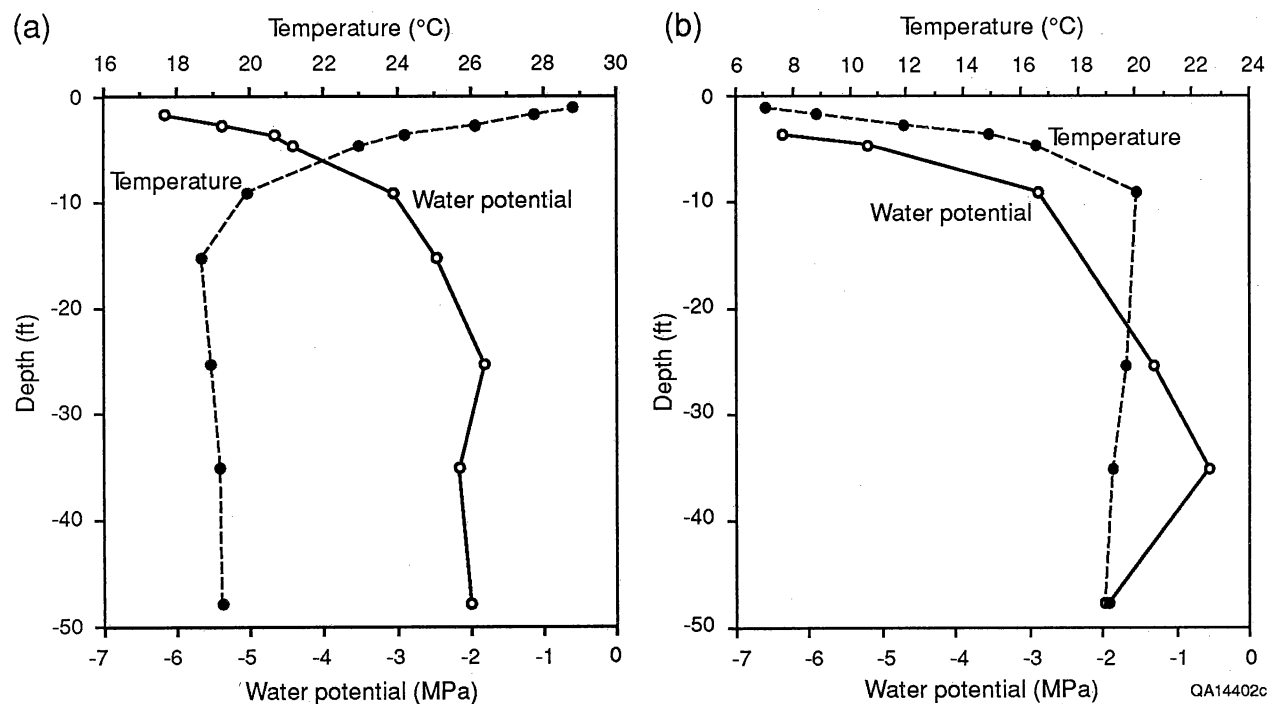 (a)
Temperature (°C)
16 18 20 22 24 26 28 30
0
-10
-20
-30
-40
-50
Depth (ft)
Temperature
Water potential
-7 -6 -5 -4 -3 -2 -1 0
Water potential (MPa)
(b)
Temperature (°C)
6 8 10 12 14 16 18 20 22 24
0
-10
-20
-30
-40
-50
Depth (ft)
Temperature
Water potential
-7 -6 -5 -4 -3 -2 -1 0
Water potential (MPa)
QA14402c